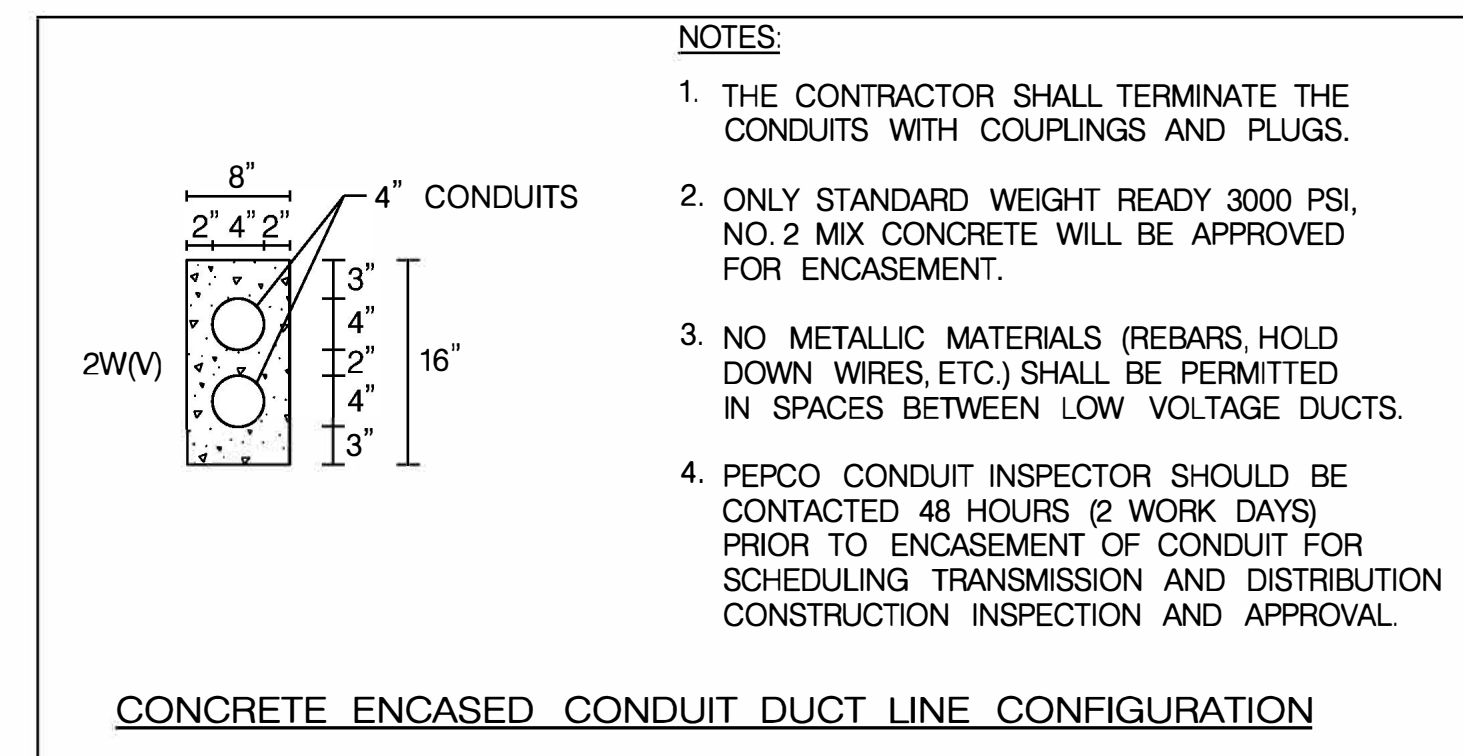 NOTES:
1. THE CONTRACTOR SHALL TERMINATE THE
CONDUITS WITH COUPLINGS AND PLUGS.
2. ONLY STANDARD WEIGHT READY 3000 PSI,
NO. 2 MIX CONCRETE WILL BE APPROVED
FOR ENCASEMENT.
3. NO METALLIC MATERIALS (REBARS, HOLD
DOWN WIRES, ETC.) SHALL BE PERMITTED
IN SPACES BETWEEN LOW VOLTAGE DUCTS.
4. PEPCO CONDUIT INSPECTOR SHOULD BE
CONTACTED 48 HOURS (2 WORK DAYS)
PRIOR TO ENCASEMENT OF CONDUIT FOR
SCHEDULING TRANSMISSION AND DISTRIBUTION
CONSTRUCTION INSPECTION AND APPROVAL.
8"
4" CONDUITS
2" 4" 2"
3"
4"
2W(V)
2"
16"
4"
3"
CONCRETE ENCASED CONDUIT DUCT LINE CONFIGURATION